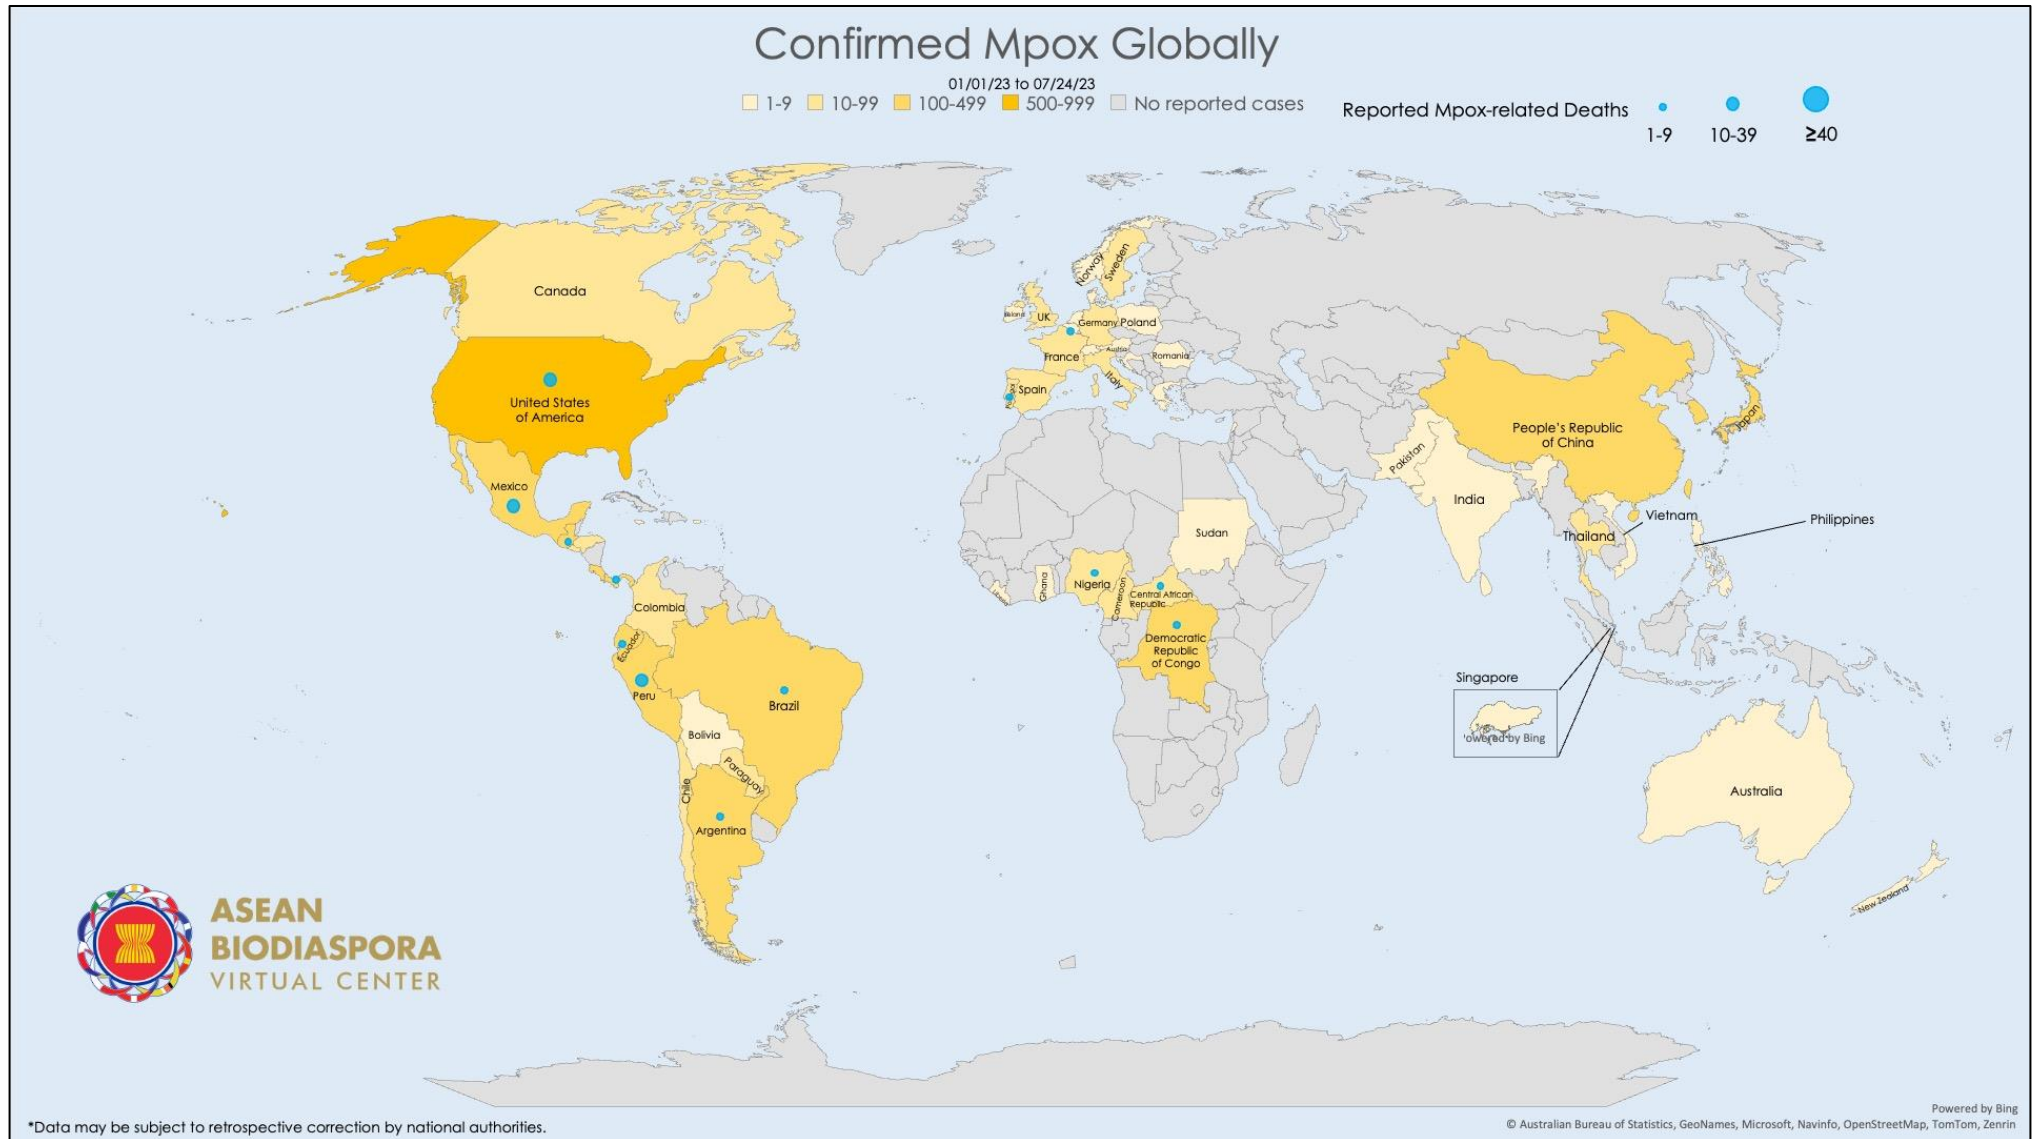 Confirmed Mpox Globally
01/01/23 to 07/24/23
1-9 10-99 100-499 500-999 No reported cases
Reported Mpox-related Deaths
1-9 10-39 ≥40
Canada
United States
of America
Mexico
Colombia
Ecuador
Peru
Brazil
Bolivia
Paraguay
Chile
Argentina
Norway
Sweden
UK
Germany
Poland
France
Austria
Romania
Italy
Spain
Sudan
Ghana
Nigeria
Cameroon
Central African
Republic
Democratic
Republic
of Congo
Pakistan
India
People's Republic
of China
Japan
Thailand
Vietnam
Philippines
Singapore
by Bing
Australia
New Zealand
ASEAN
BIODIASPORA
VIRTUAL CENTER
*Data may be subject to retrospective correction by national authorities.
Powered by Bing
© Australian Bureau of Statistics, GeoNames, Microsoft, Navinfo, OpenStreetMap, TomTom, Zenrin